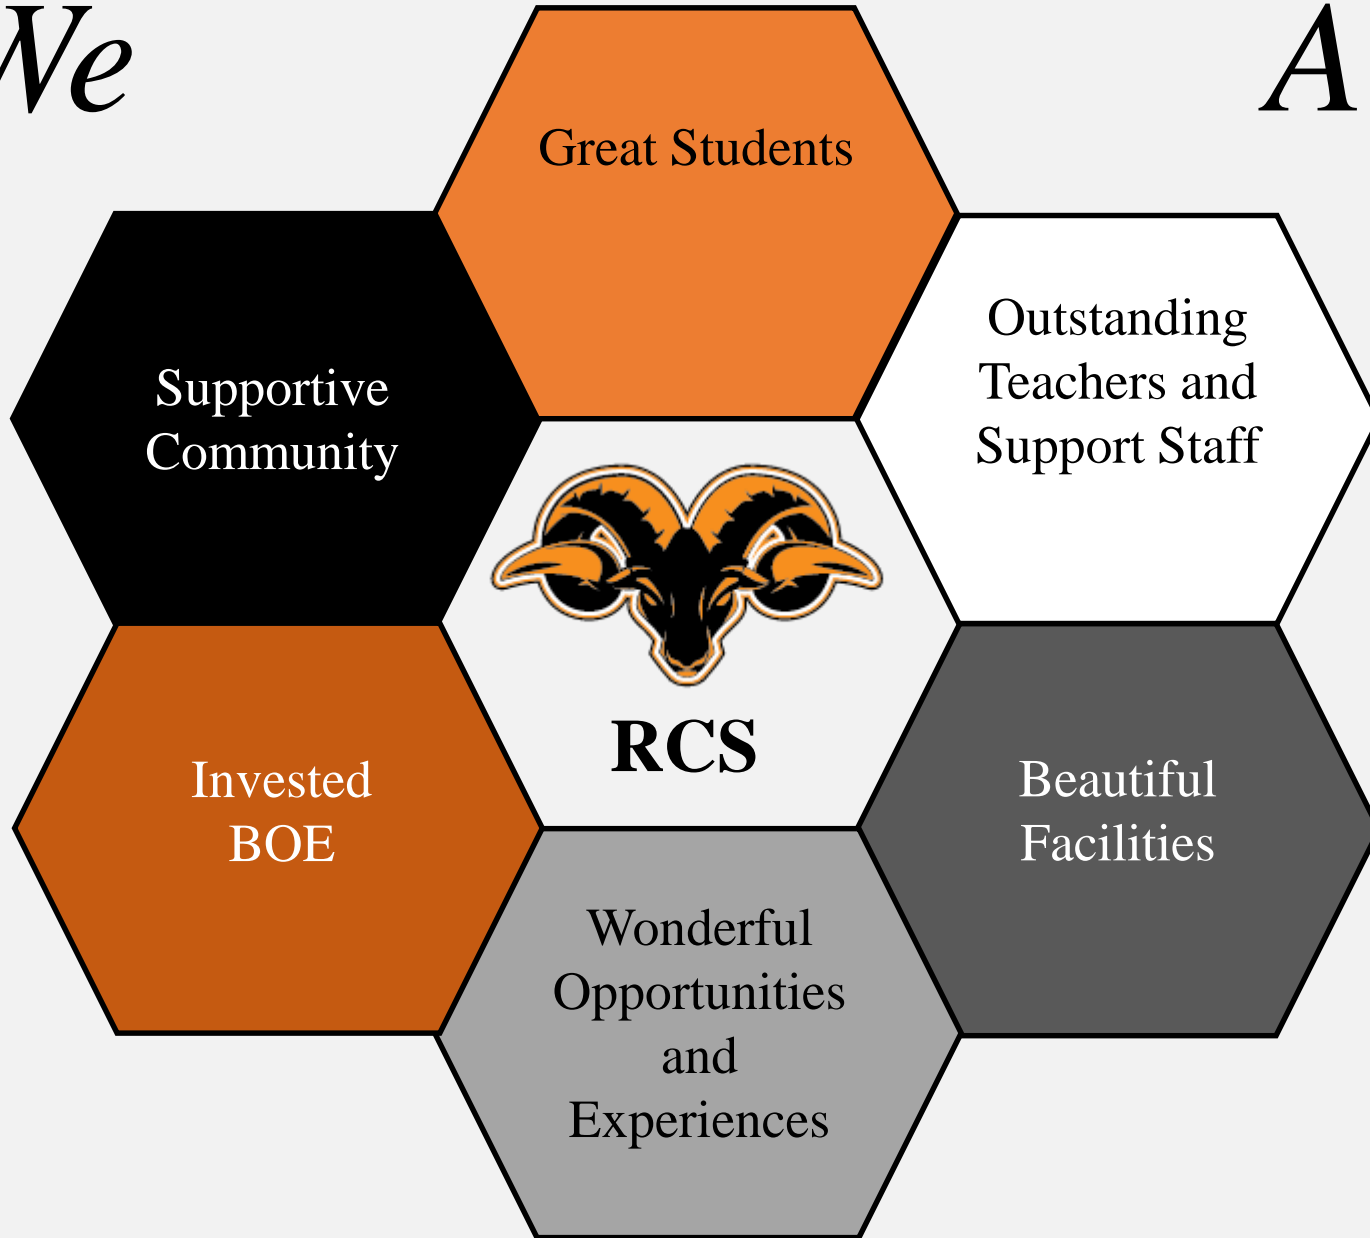 We
A
Great Students
Outstanding
Teachers and
Support Staff
Supportive
Community
RCS
Invested
BOE
Beautiful
Facilities
Wonderful
Opportunities
and
Experiences